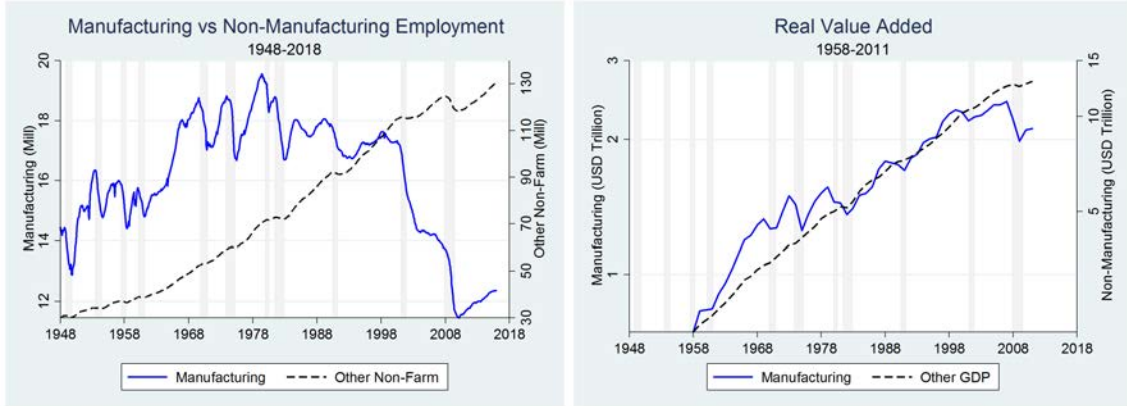 Manufacturing vs Non-Manufacturing Employment
1948-2018
Manufacturing (Mill)
20
18
16
14
12
Other Non-Farm (Mill)
130
110
90
70
50
30
1948 1958 1968 1978 1988 1998 2008 2018
Manufacturing Other Non-Farm
Real Value Added
1958-2011
Manufacturing (USD Trillion)
3
2
1
Non-Manufacturing (USD Trillion)
15
10
5
1948 1958 1968 1978 1988 1998 2008 2018
Manufacturing Other GDP